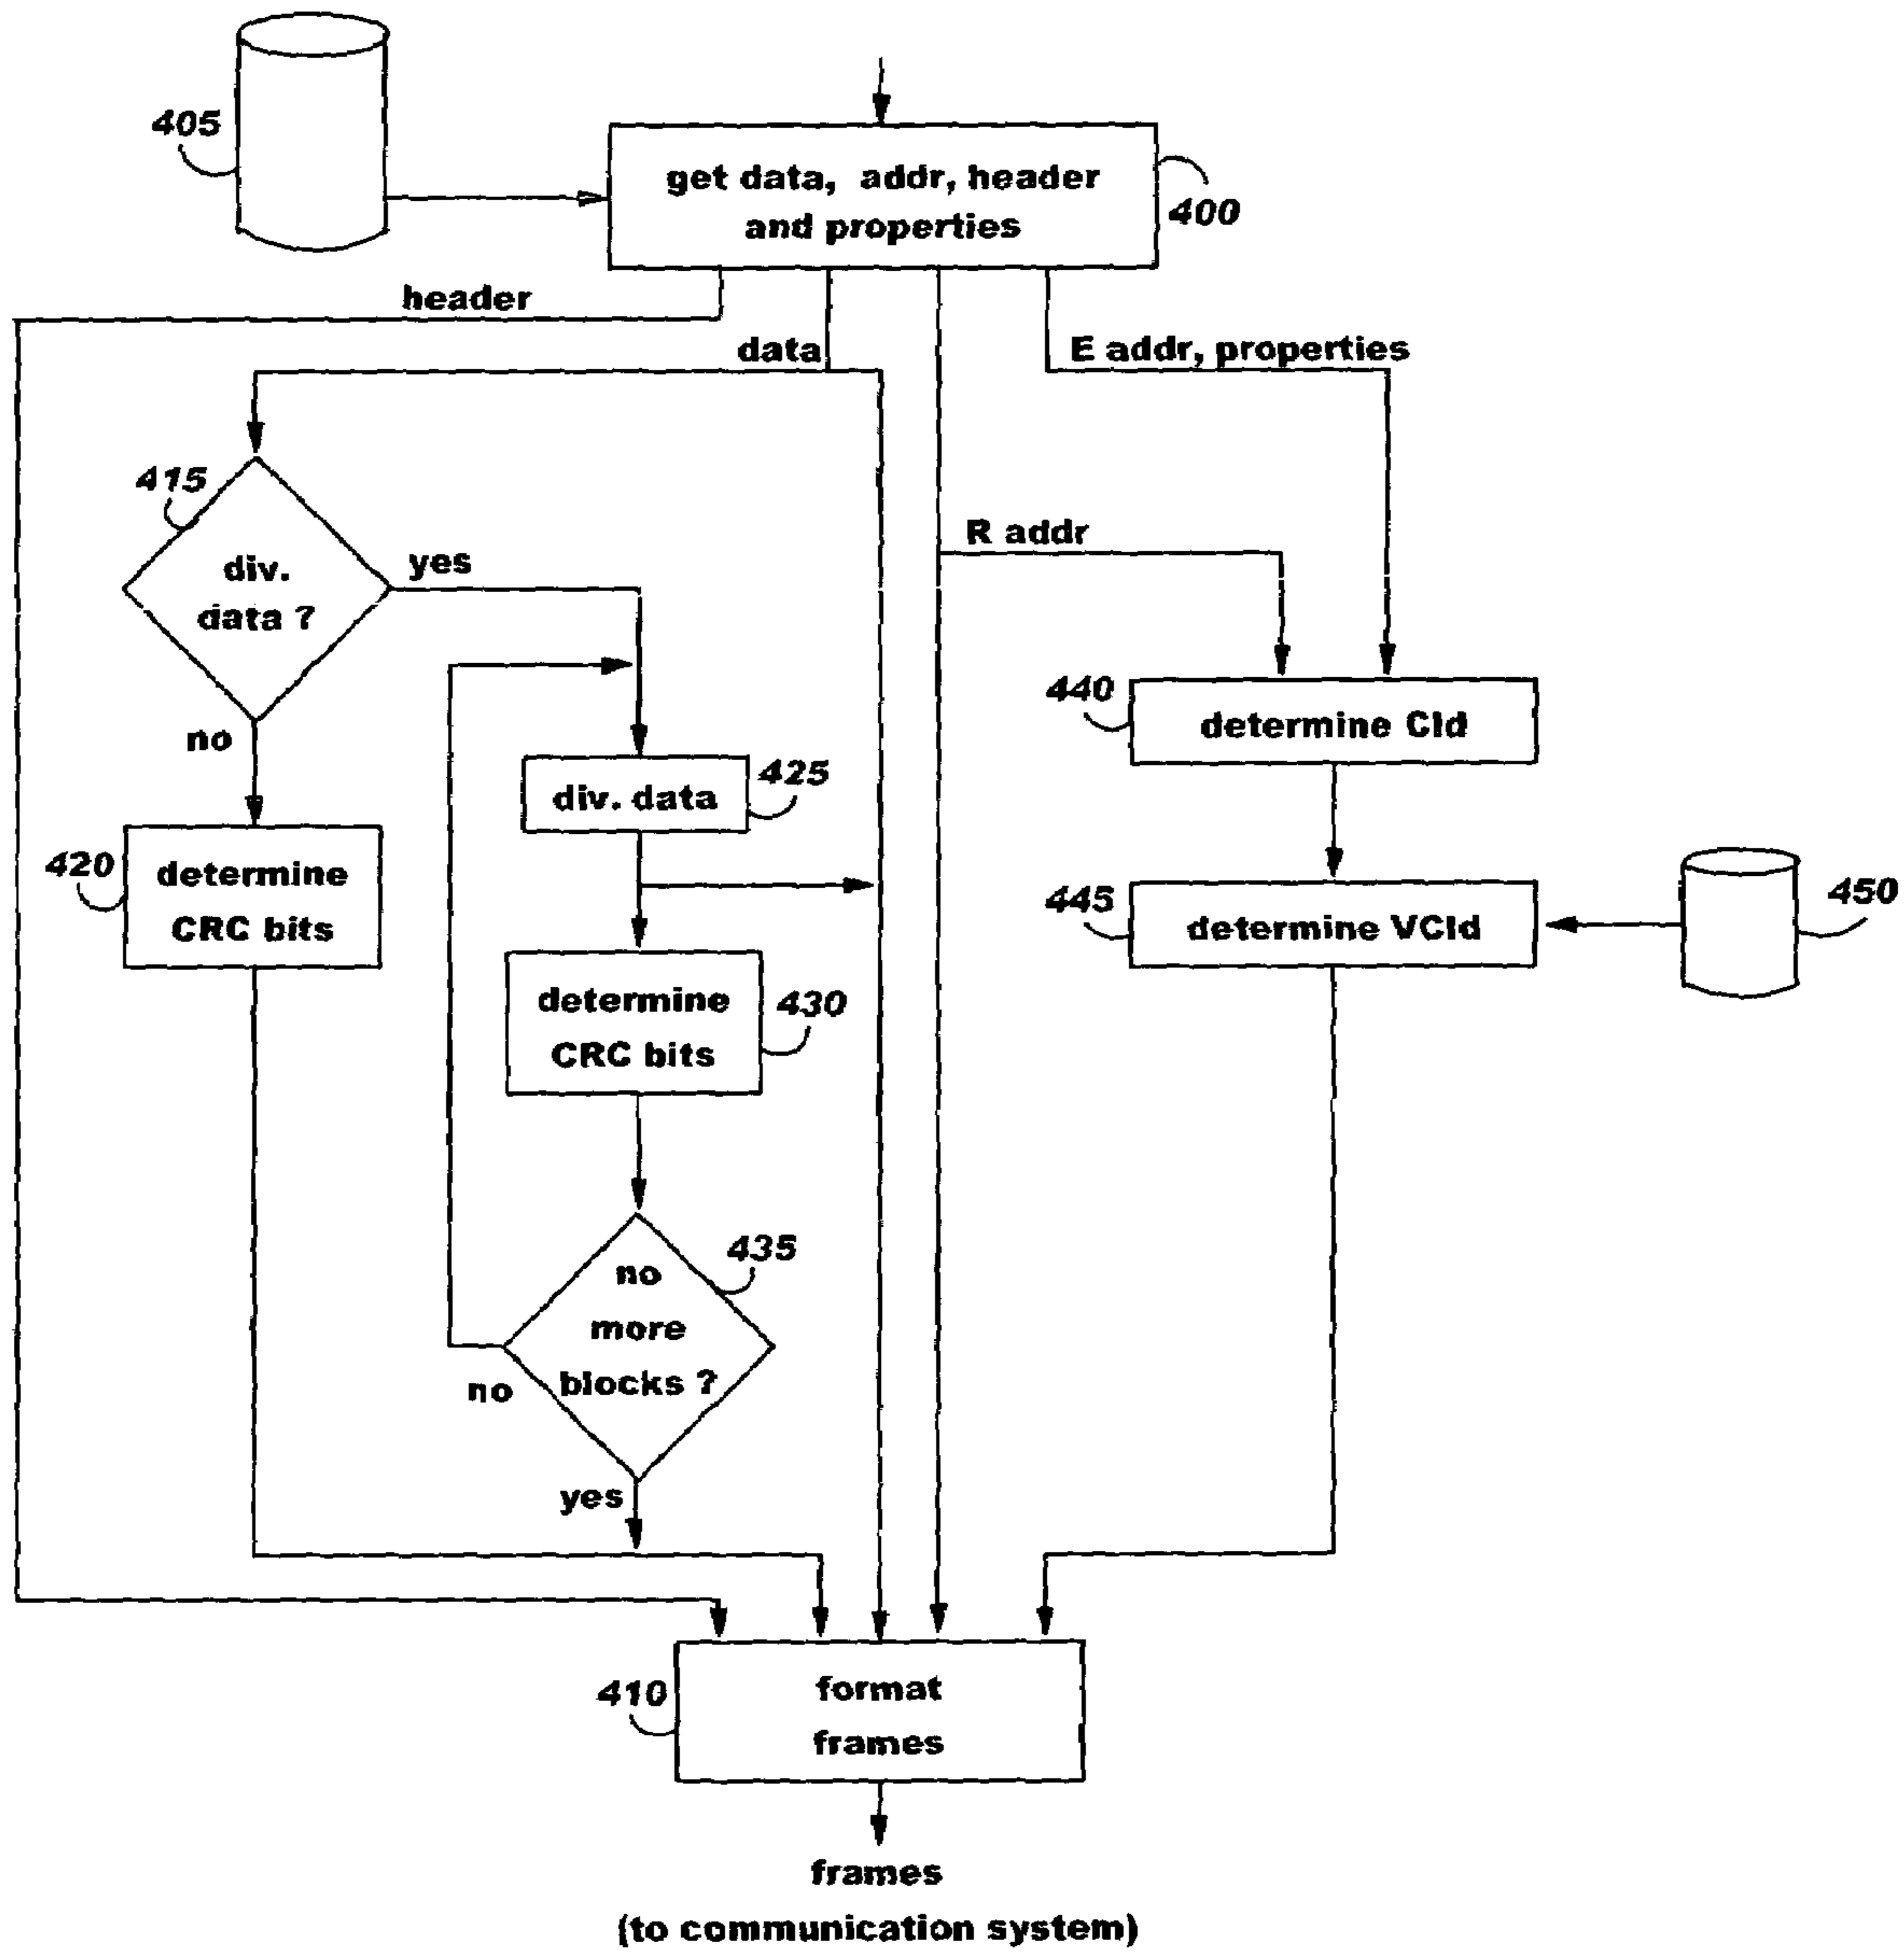 405
get data, addr, header
and properties
400
header
data
E addr, properties
415
div.
data ?
yes
no
R addr
440
determine CId
425
div. data
420
determine
CRC bits
445
determine VCId
450
430
determine
CRC bits
435
no
more
blocks ?
no
yes
410
format
frames
frames
(to communication system)